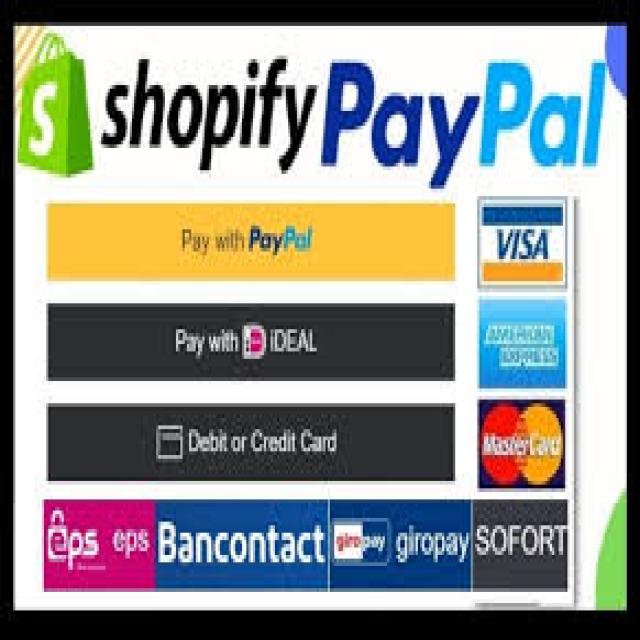 S shopify PayPal
Pay with PayPal
VISA
Pay with iDEAL
AMERICAN EXPRESS
Debit or Credit Card
MasterCard
eps eps Bancontact giropay giropay SOFORT